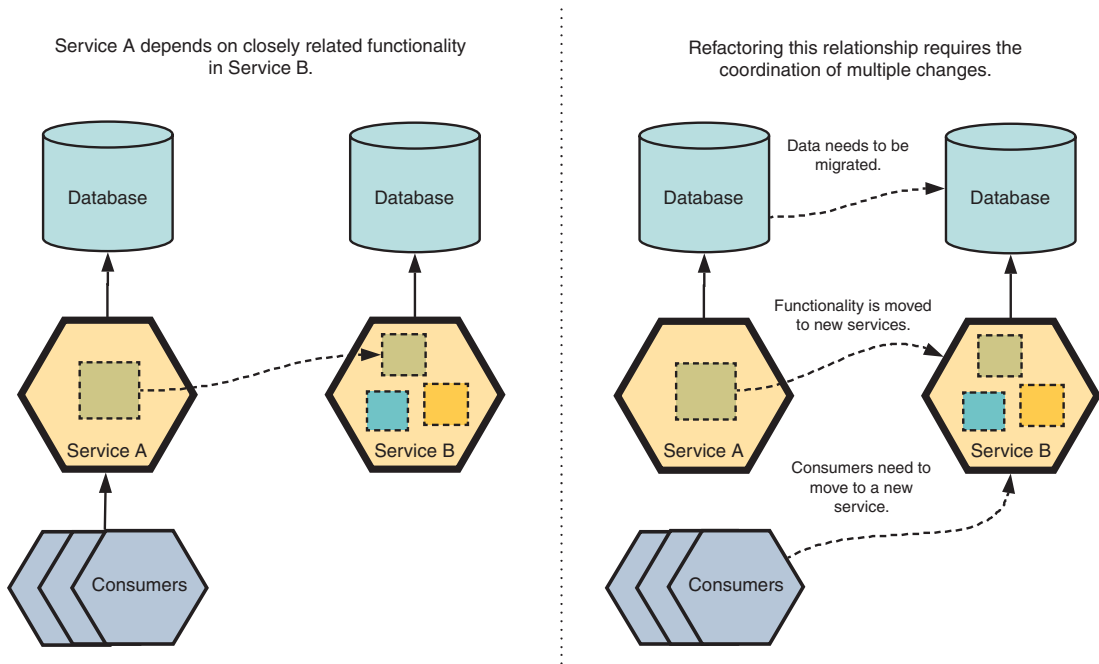 Service A depends on closely related functionality
in Service B.
Database
Database
Service A
Service B
Consumers
Refactoring this relationship requires the
coordination of multiple changes.
Database
Data needs to be
migrated.
Database
Functionality is moved
to new services.
Service A
Service B
Consumers need to
move to a new
service.
Consumers